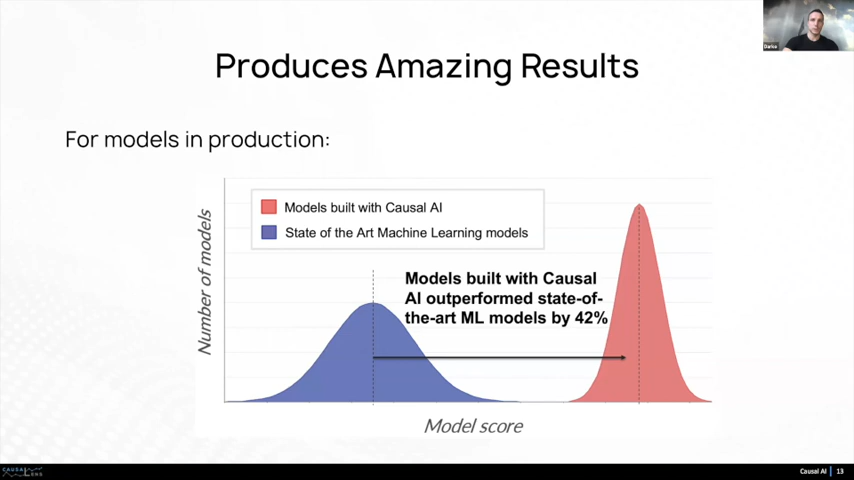 Darko
Produces Amazing Results
For models in production:
Models built with Causal AI
State of the Art Machine Learning models
Models built with Causal
AI outperformed state-of-
the-art ML models by 42%
Number of models
Model score
CAUSALENS
Causal AI | 13